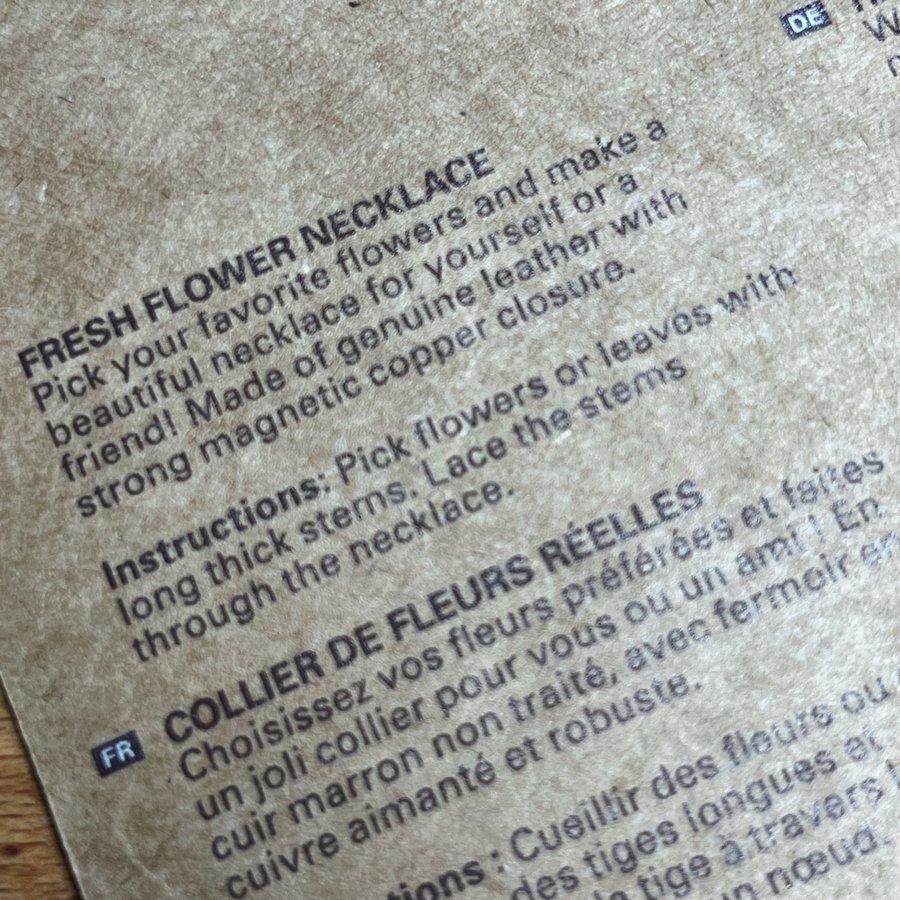 DE
FRESH FLOWER NECKLACE
Pick your favorite flowers and make a
beautiful necklace for yourself or a
friend! Made of genuine leather with
strong magnetic copper closure.
Instructions: Pick flowers or leaves with
long thick stems. Lace the stems
through the necklace.
FR
COLLIER DE FLEURS RÉELLES
Choisissez vos fleurs préférées et faites
un joli collier pour vous ou un ami ! En
cuir marron non traité, avec fermoir en
cuivre aimanté et robuste.
: Cueillir des fleurs ou
des tiges longues et
la tige à travers
un nœud.